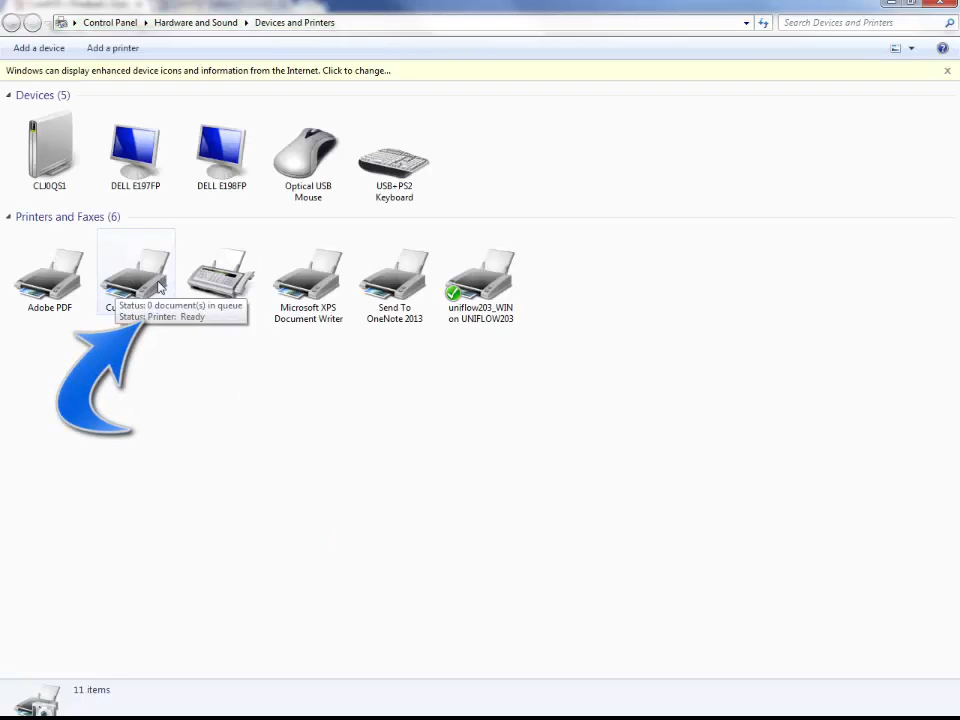 Control Panel Hardware and Sound Devices and Printers
Search Devices and Printers
Add a device Add a printer
Windows can display enhanced device icons and information from the Internet. Click to change...
Devices (5)
CLJ0QS1
DELL E197FP
DELL E198FP
Optical USB
Mouse
USB+PS2
Keyboard
Printers and Faxes (6)
Adobe PDF
Status: 0 document(s) in queue
Status: Printer: Ready
Microsoft XPS
Document Writer
Send To
OneNote 2013
uniflow203_WIN
on UNIFLOW203
11 items